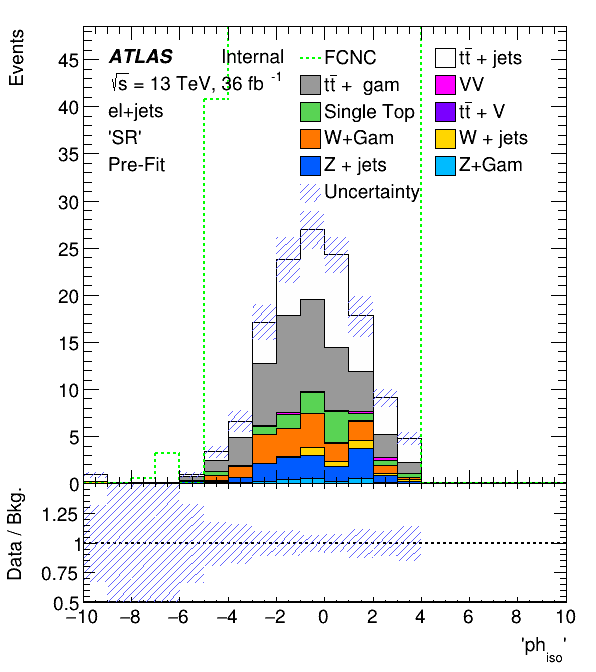 Events
45
40
35
30
25
20
15
10
5
0
ATLAS Internal
√s = 13 TeV, 36 fb -1
el+jets
'SR'
Pre-Fit
FCNC
tt̄ + jets
tt̄ + gam
VV
Single Top
tt̄ + V
W+Gam
W + jets
Z + jets
Z+Gam
Uncertainty
Data / Bkg.
1.25
1
0.75
0.5
−10 −8 −6 −4 −2 0 2 4 6 8 10
'ph_iso'